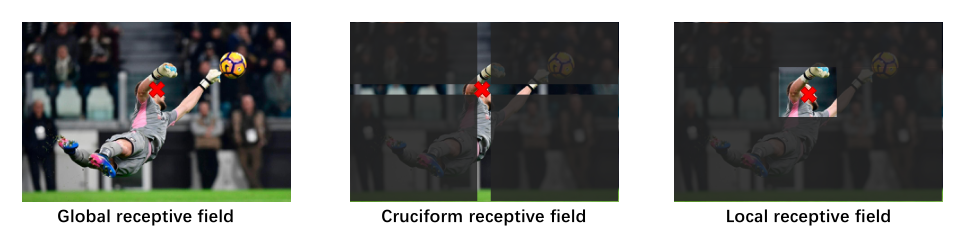 Global receptive field
Cruciform receptive field
Local receptive field